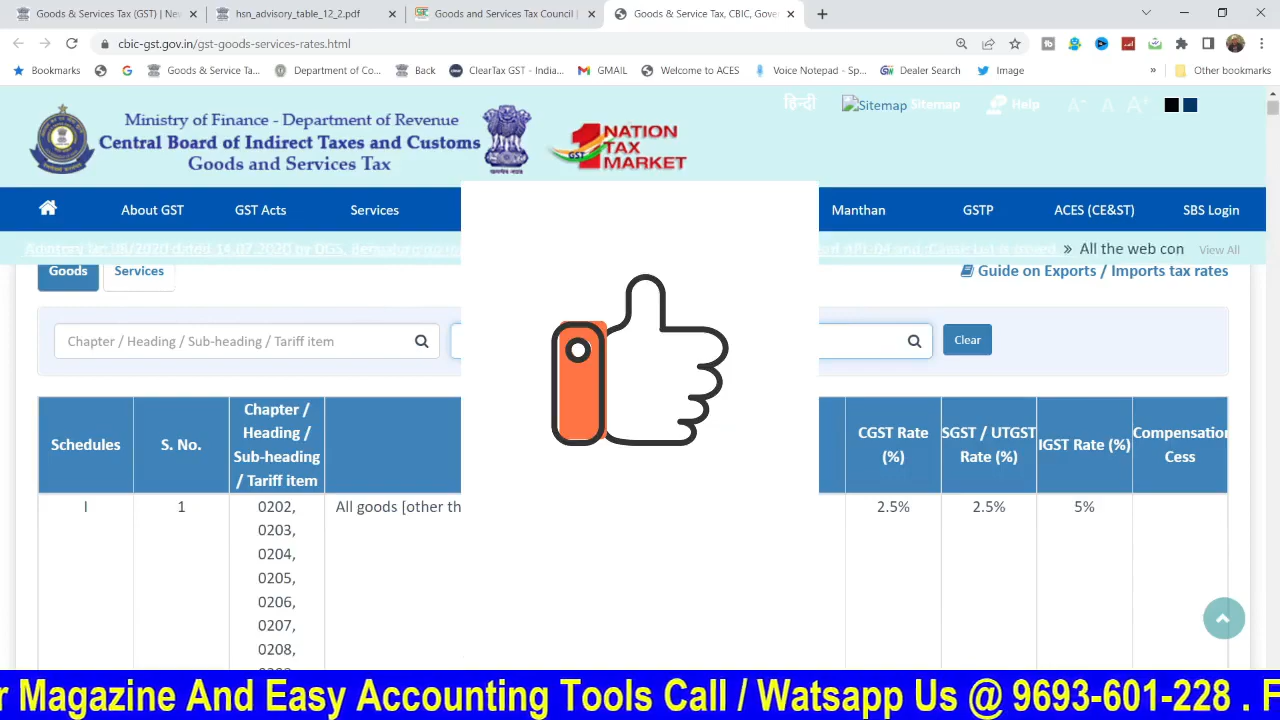 Goods & Service Tax (GST) | Ne
hsn_advisory_table_12_2.pdf
Goods and Services Tax Council |
Goods & Service Tax, CBIC, Gove
cbic-gst.gov.in/gst-goods-services-rates.html
Bookmarks
Goods & Service Ta...
Department of Co...
Back
ClearTax GST - India...
GMAIL
Welcome to ACES
Voice Notepad - Sp...
Dealer Search
Image
»
Other bookmarks
Ministry of Finance - Department of Revenue
Central Board of Indirect Taxes and Customs
Goods and Services Tax
1 NATION
TAX
MARKET
GST
हिन्दी
Sitemap Sitemap
Help
A- A A+
About GST
GST Acts
Services
Manthan
GSTP
ACES (CE&ST)
SBS Login
» All the web con
View All
Goods
Services
Guide on Exports / Imports tax rates
Chapter / Heading / Sub-heading / Tariff item
Clear
Schedules
S. No.
Chapter /
Heading /
Sub-heading
/ Tariff item
CGST Rate
(%)
SGST / UTGST
Rate (%)
IGST Rate (%)
Compensation
Cess
I
1
0202,
0203,
0204,
0205,
0206,
0207,
0208,
All goods [other th
2.5%
2.5%
5%
r Magazine And Easy Accounting Tools Call / Watsapp Us @ 9693-601-228 . F